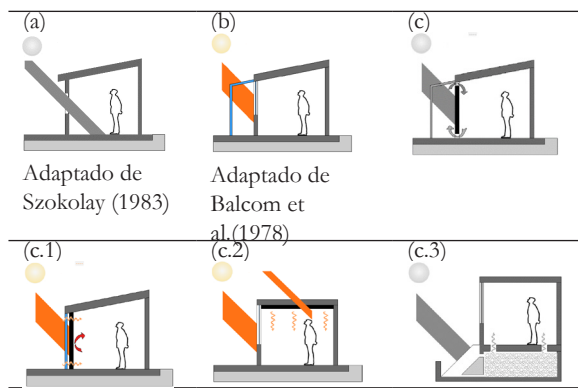 (a)
(b)
(c)
Adaptado de
Szokolay (1983)
Adaptado de
Balcom et
al.(1978)
(c.1)
(c.2)
(c.3)